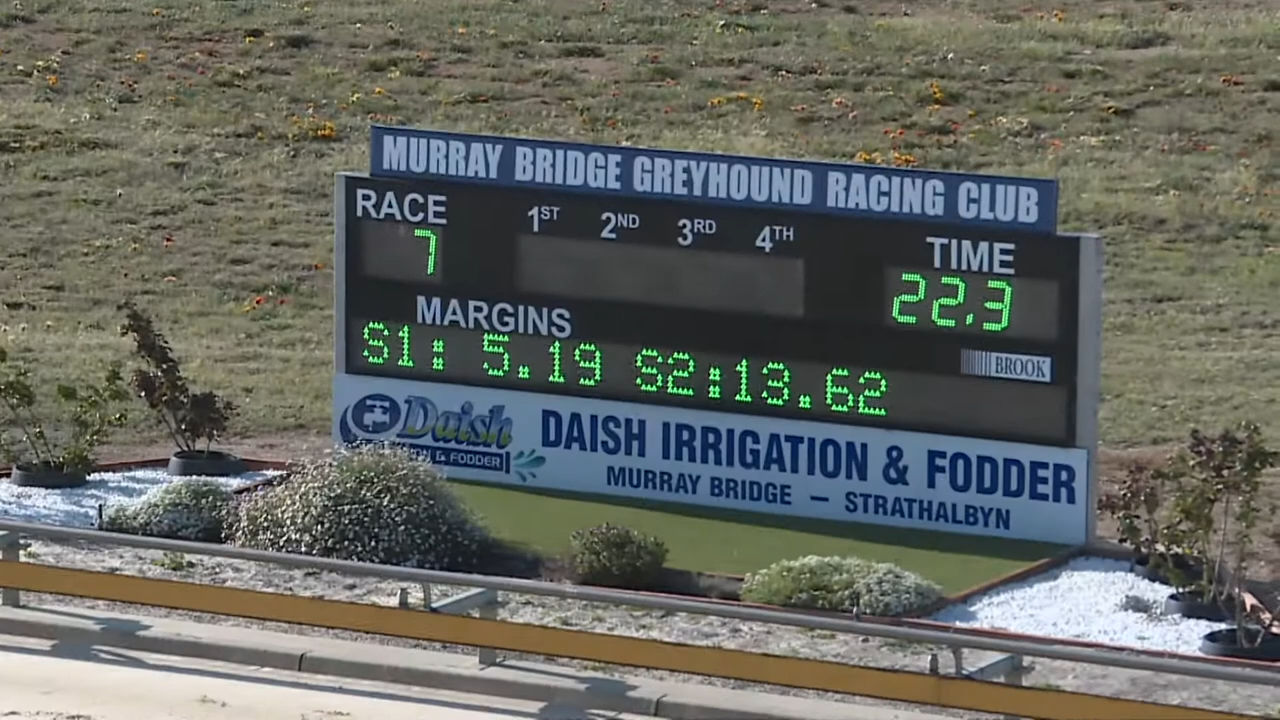 MURRAY BRIDGE GREYHOUND RACING CLUB
RACE 1ST 2ND 3RD 4TH TIME
7 22.3
MARGINS
S1: 5.19 S2:13.62
BROOK
Daish
& FODDER
DAISH IRRIGATION & FODDER
MURRAY BRIDGE – STRATHALBYN